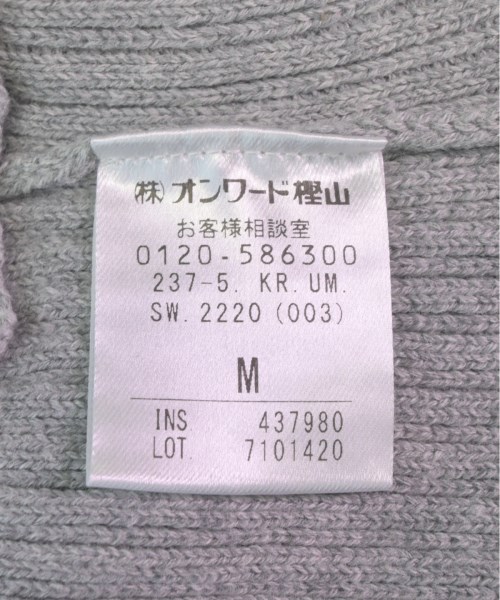 (株)オンワード樫山
お客様相談室
0120-586300
237-5. KR. UM.
SW. 2220 (003)
M
INS 437980
LOT. 7101420